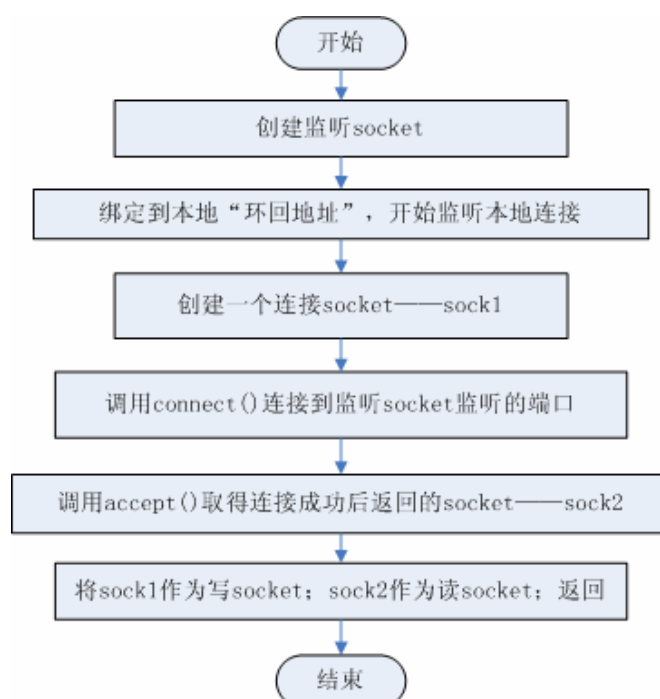 开始
创建监听socket
绑定到本地“环回地址”，开始监听本地连接
创建一个连接socket——sock1
调用connect()连接到监听socket监听的端口
调用accept()取得连接成功后返回的socket——sock2
将sock1作为写socket；sock2作为读socket；返回
结束